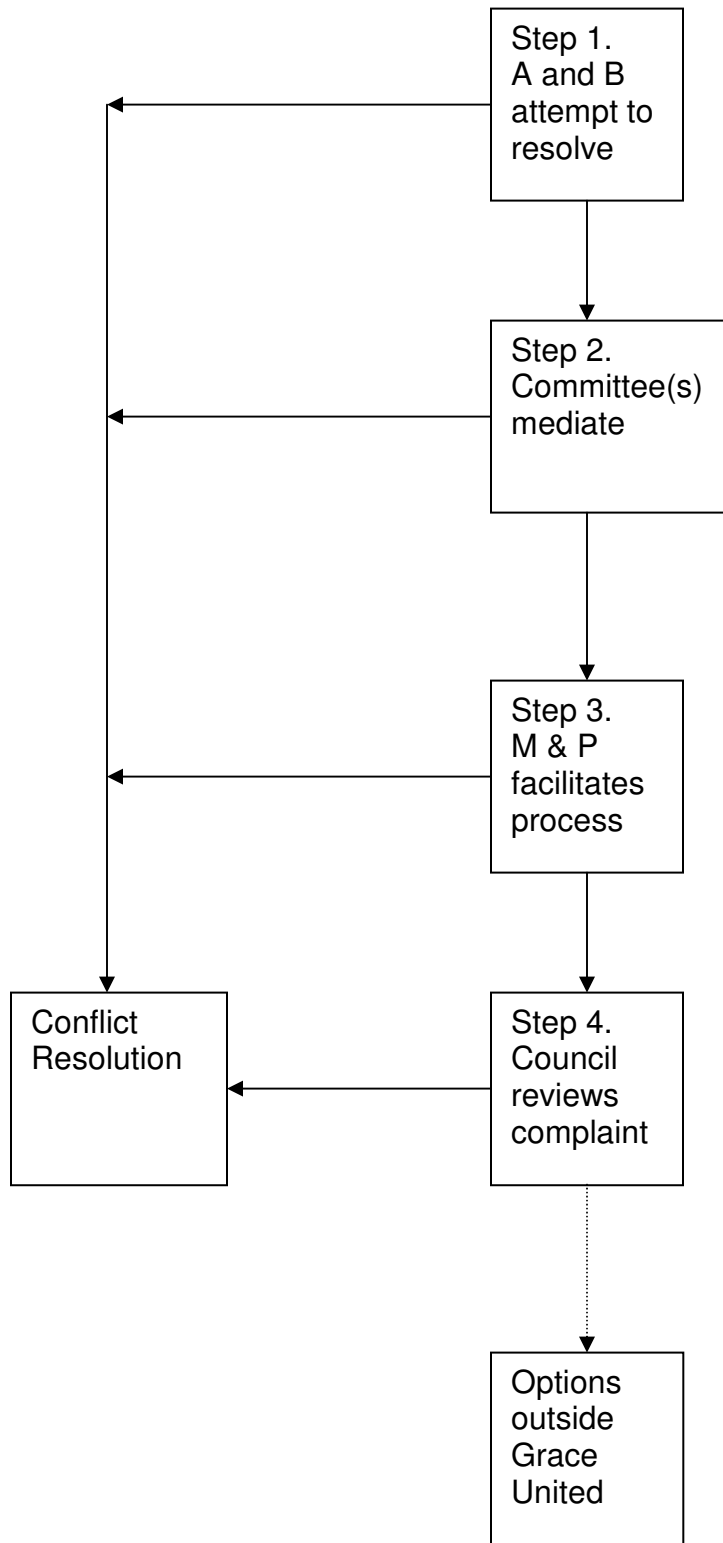 Step 1.
A and B
attempt to
resolve
Step 2.
Committee(s)
mediate
Step 3.
M & P
facilitates
process
Conflict
Resolution
Step 4.
Council
reviews
complaint
Options
outside
Grace
United